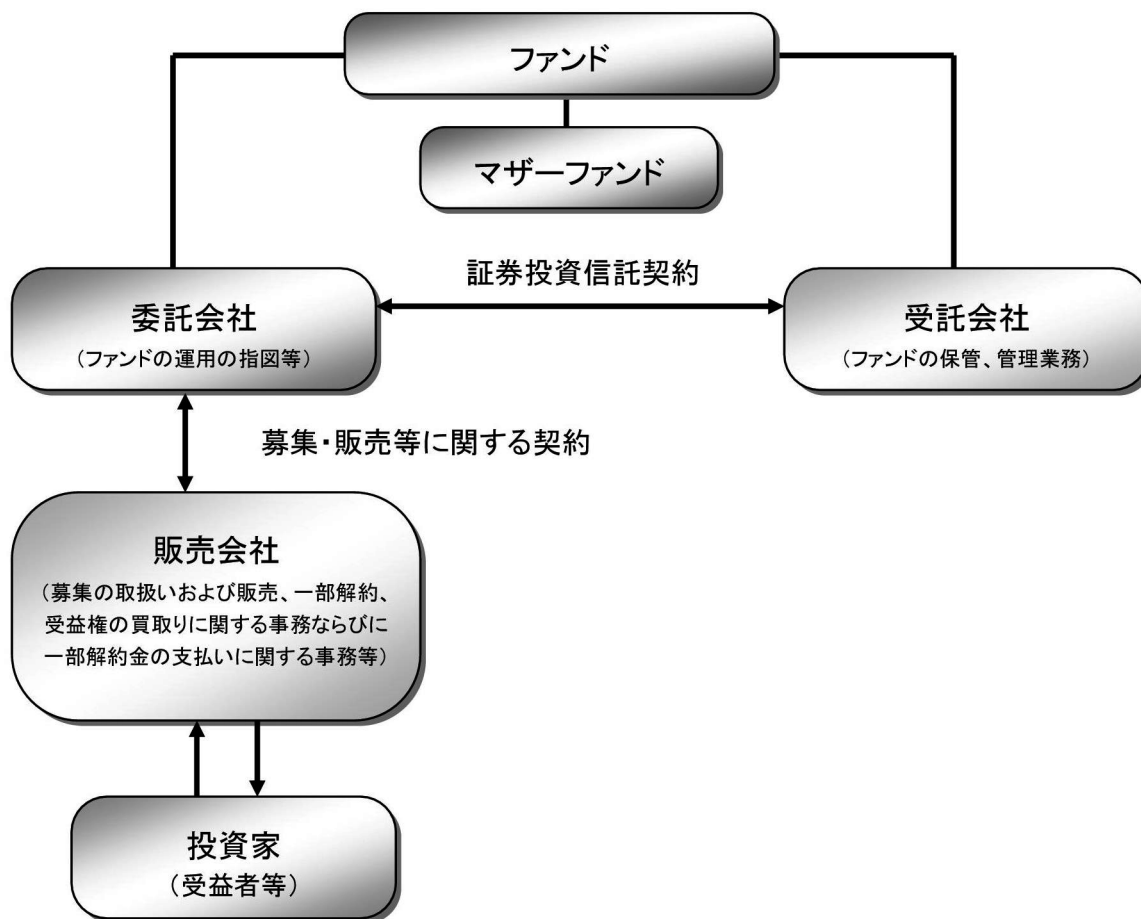 ファンド
マザーファンド
証券投資信託契約
委託会社
（ファンドの運用の指図等）
受託会社
（ファンドの保管、管理業務）
募集・販売等に関する契約
販売会社
（募集の取扱いおよび販売、一部解約、
受益権の買取りに関する事務ならびに
一部解約金の支払いに関する事務等）
投資家
（受益者等）